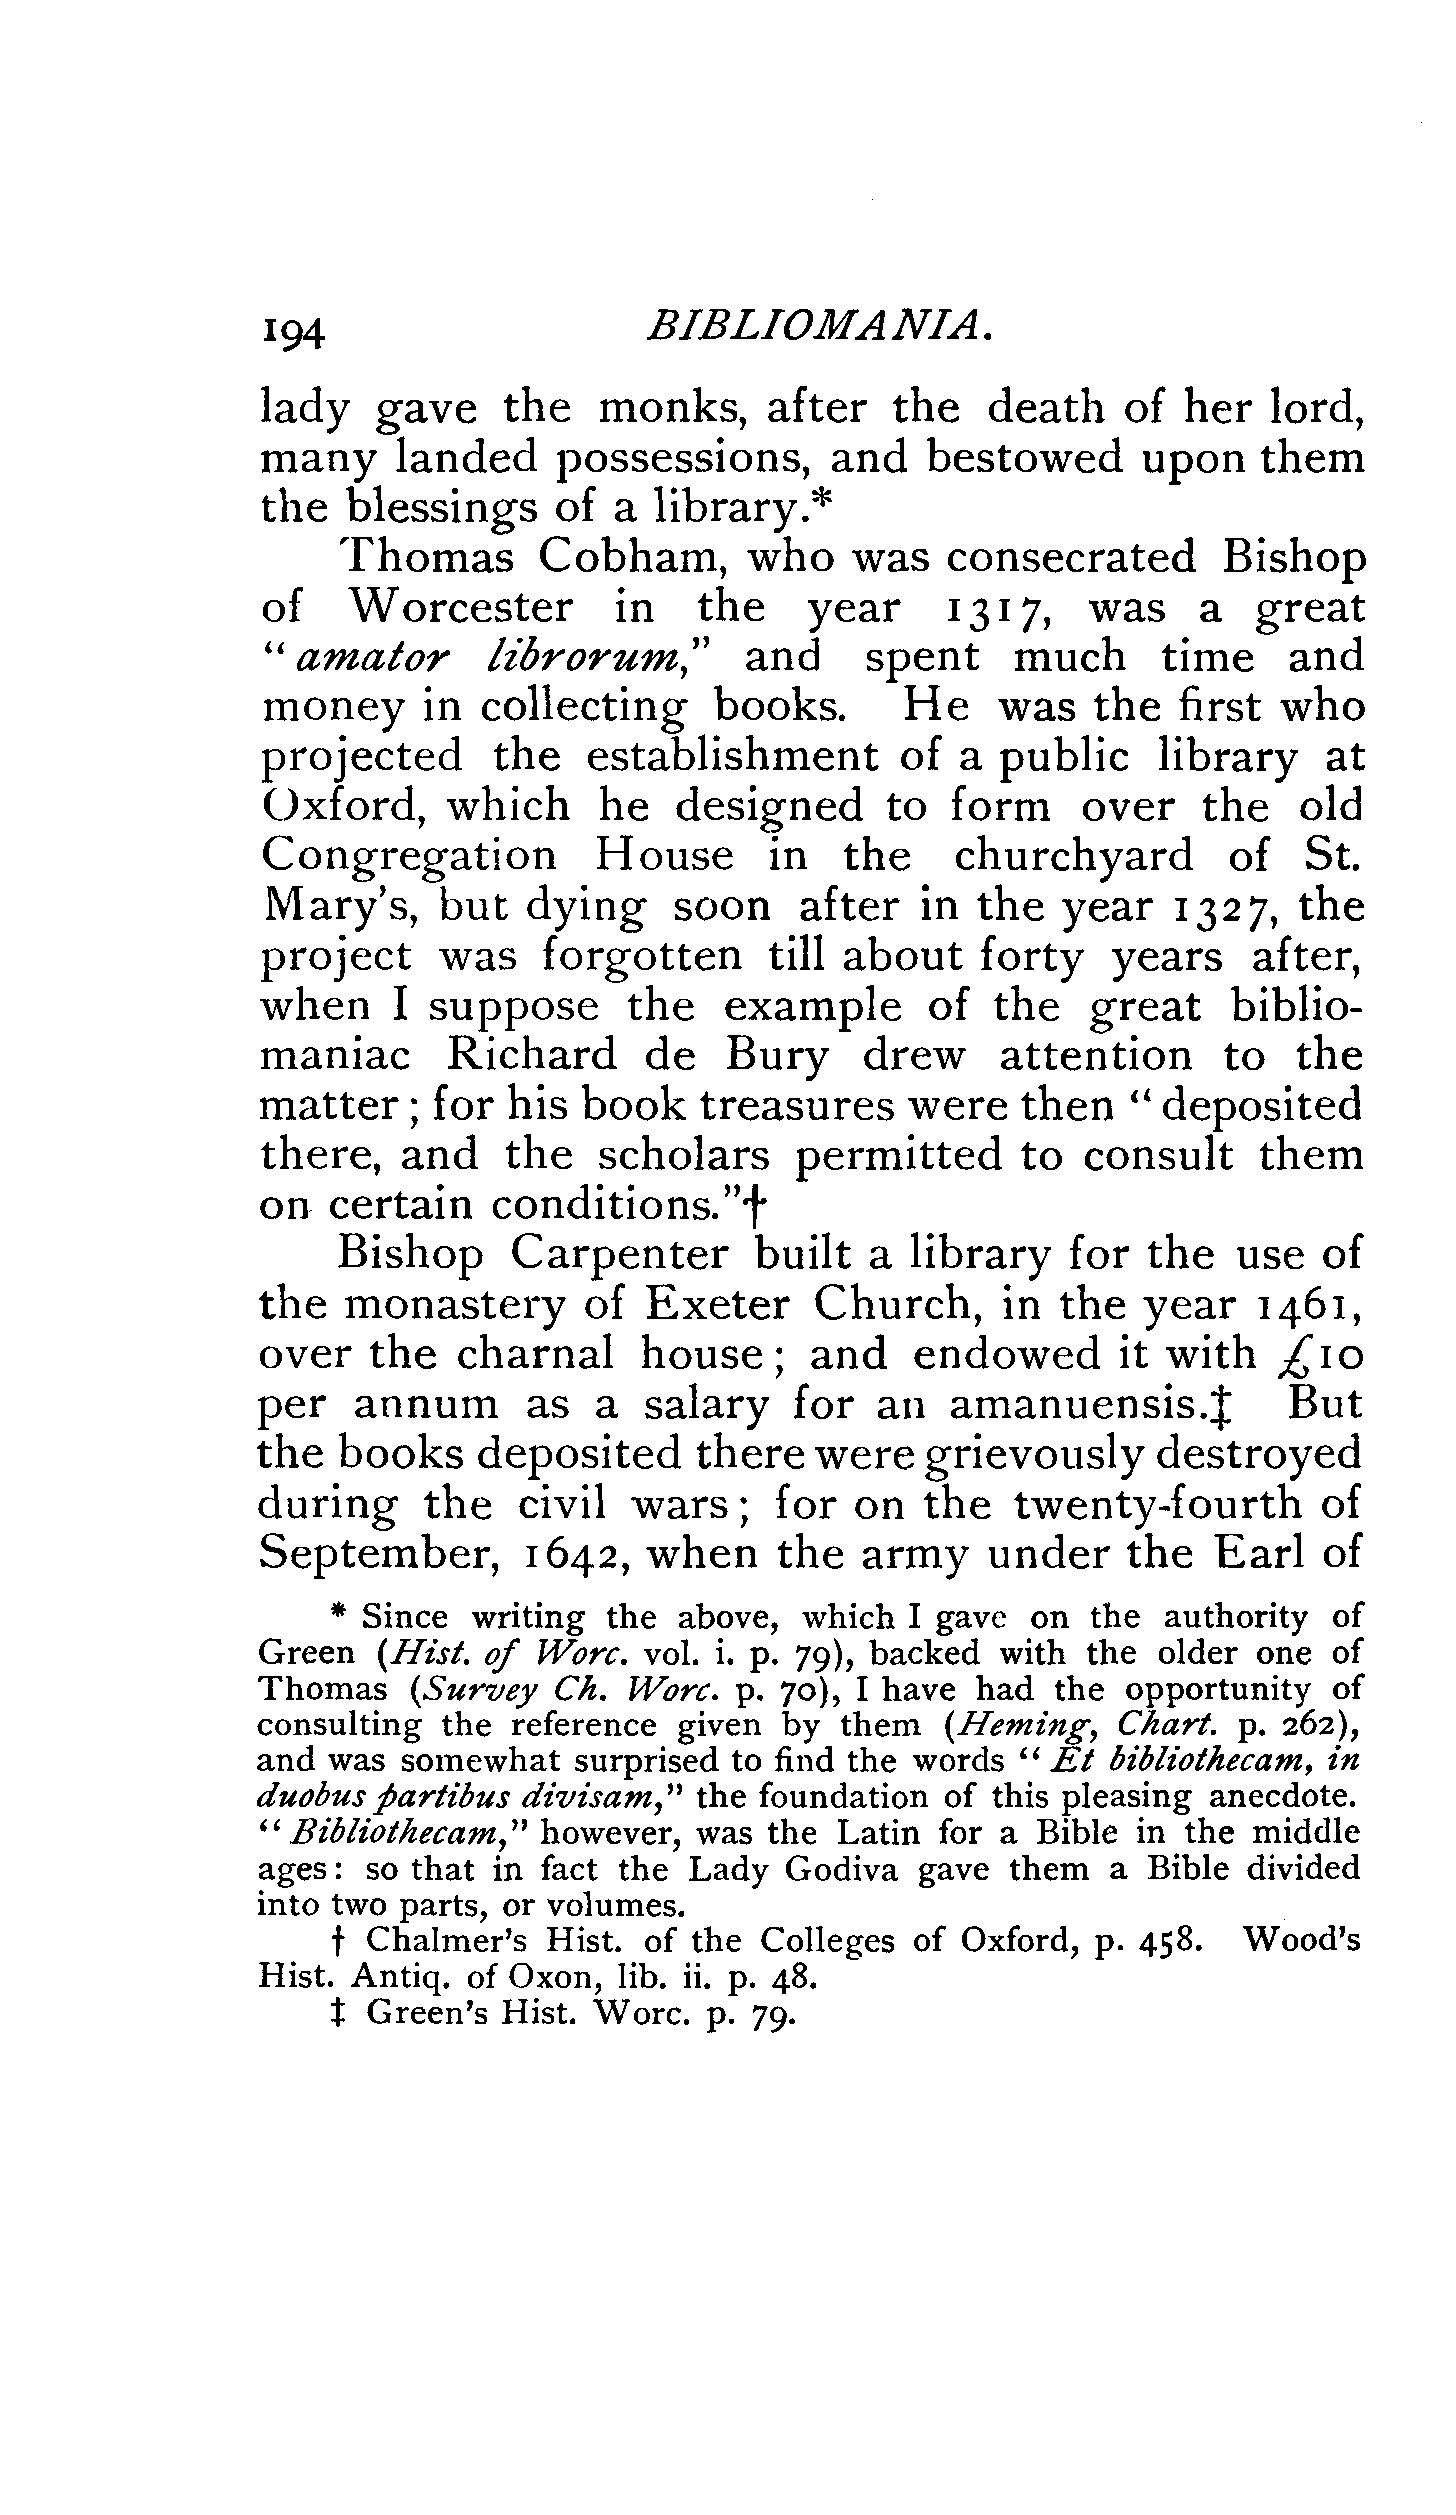 194 BIBLIOMANIA.
lady gave the monks, after the death of her lord,
many landed possessions, and bestowed upon them
the blessings of a library.*
Thomas Cobham, who was consecrated Bishop
of Worcester in the year 1317, was a great
“amator librorum,” and spent much time and
money in collecting books. He was the first who
projected the establishment of a public library at
Oxford, which he designed to form over the old
Congregation House in the churchyard of St.
Mary's, but dying soon after in the year 1327, the
project was forgotten till about forty years after,
when I suppose the example of the great biblio-
maniac Richard de Bury drew attention to the
matter; for his book treasures were then “deposited
there, and the scholars permitted to consult them
on certain conditions.”†
Bishop Carpenter built a library for the use of
the monastery of Exeter Church, in the year 1461,
over the charnal house; and endowed it with £10
per annum as a salary for an amanuensis.‡ But
the books deposited there were grievously destroyed
during the civil wars; for on the twenty-fourth of
September, 1642, when the army under the Earl of
* Since writing the above, which I gave on the authority of
Green (Hist. of Worc. vol. i. p. 79), backed with the older one of
Thomas (Survey Ch. Worc. p. 70), I have had the opportunity of
consulting the reference given by them (Heming, Chart. p. 262),
and was somewhat surprised to find the words “Et bibliothecam, in
duobus partibus divisam,” the foundation of this pleasing anecdote.
“Bibliothecam,” however, was the Latin for a Bible in the middle
ages: so that in fact the Lady Godiva gave them a Bible divided
into two parts, or volumes.
† Chalmer's Hist. of the Colleges of Oxford, p. 458. Wood's
Hist. Antiq. of Oxon, lib. ii. p. 48.
‡ Green's Hist. Worc. p. 79.